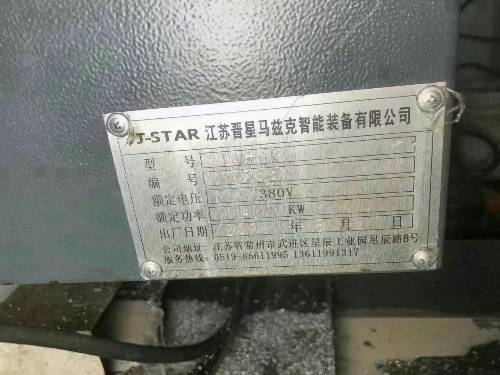 JJ-STAR 江苏晋星马兹克智能装备有限公司
型 号
编 号
额定电压 380V
额定功率 KW
出厂日期 年 月 日
公司地址: 江苏省常州市武进区星辰工业园星辰路8号
服务热线: 0519-85611995 13611991317